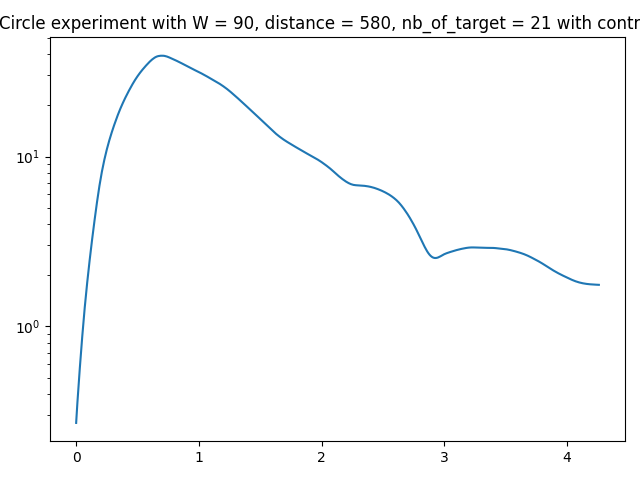 Circle experiment with W = 90, distance = 580, nb_of_target = 21 with contr
10¹
10⁰
0 1 2 3 4